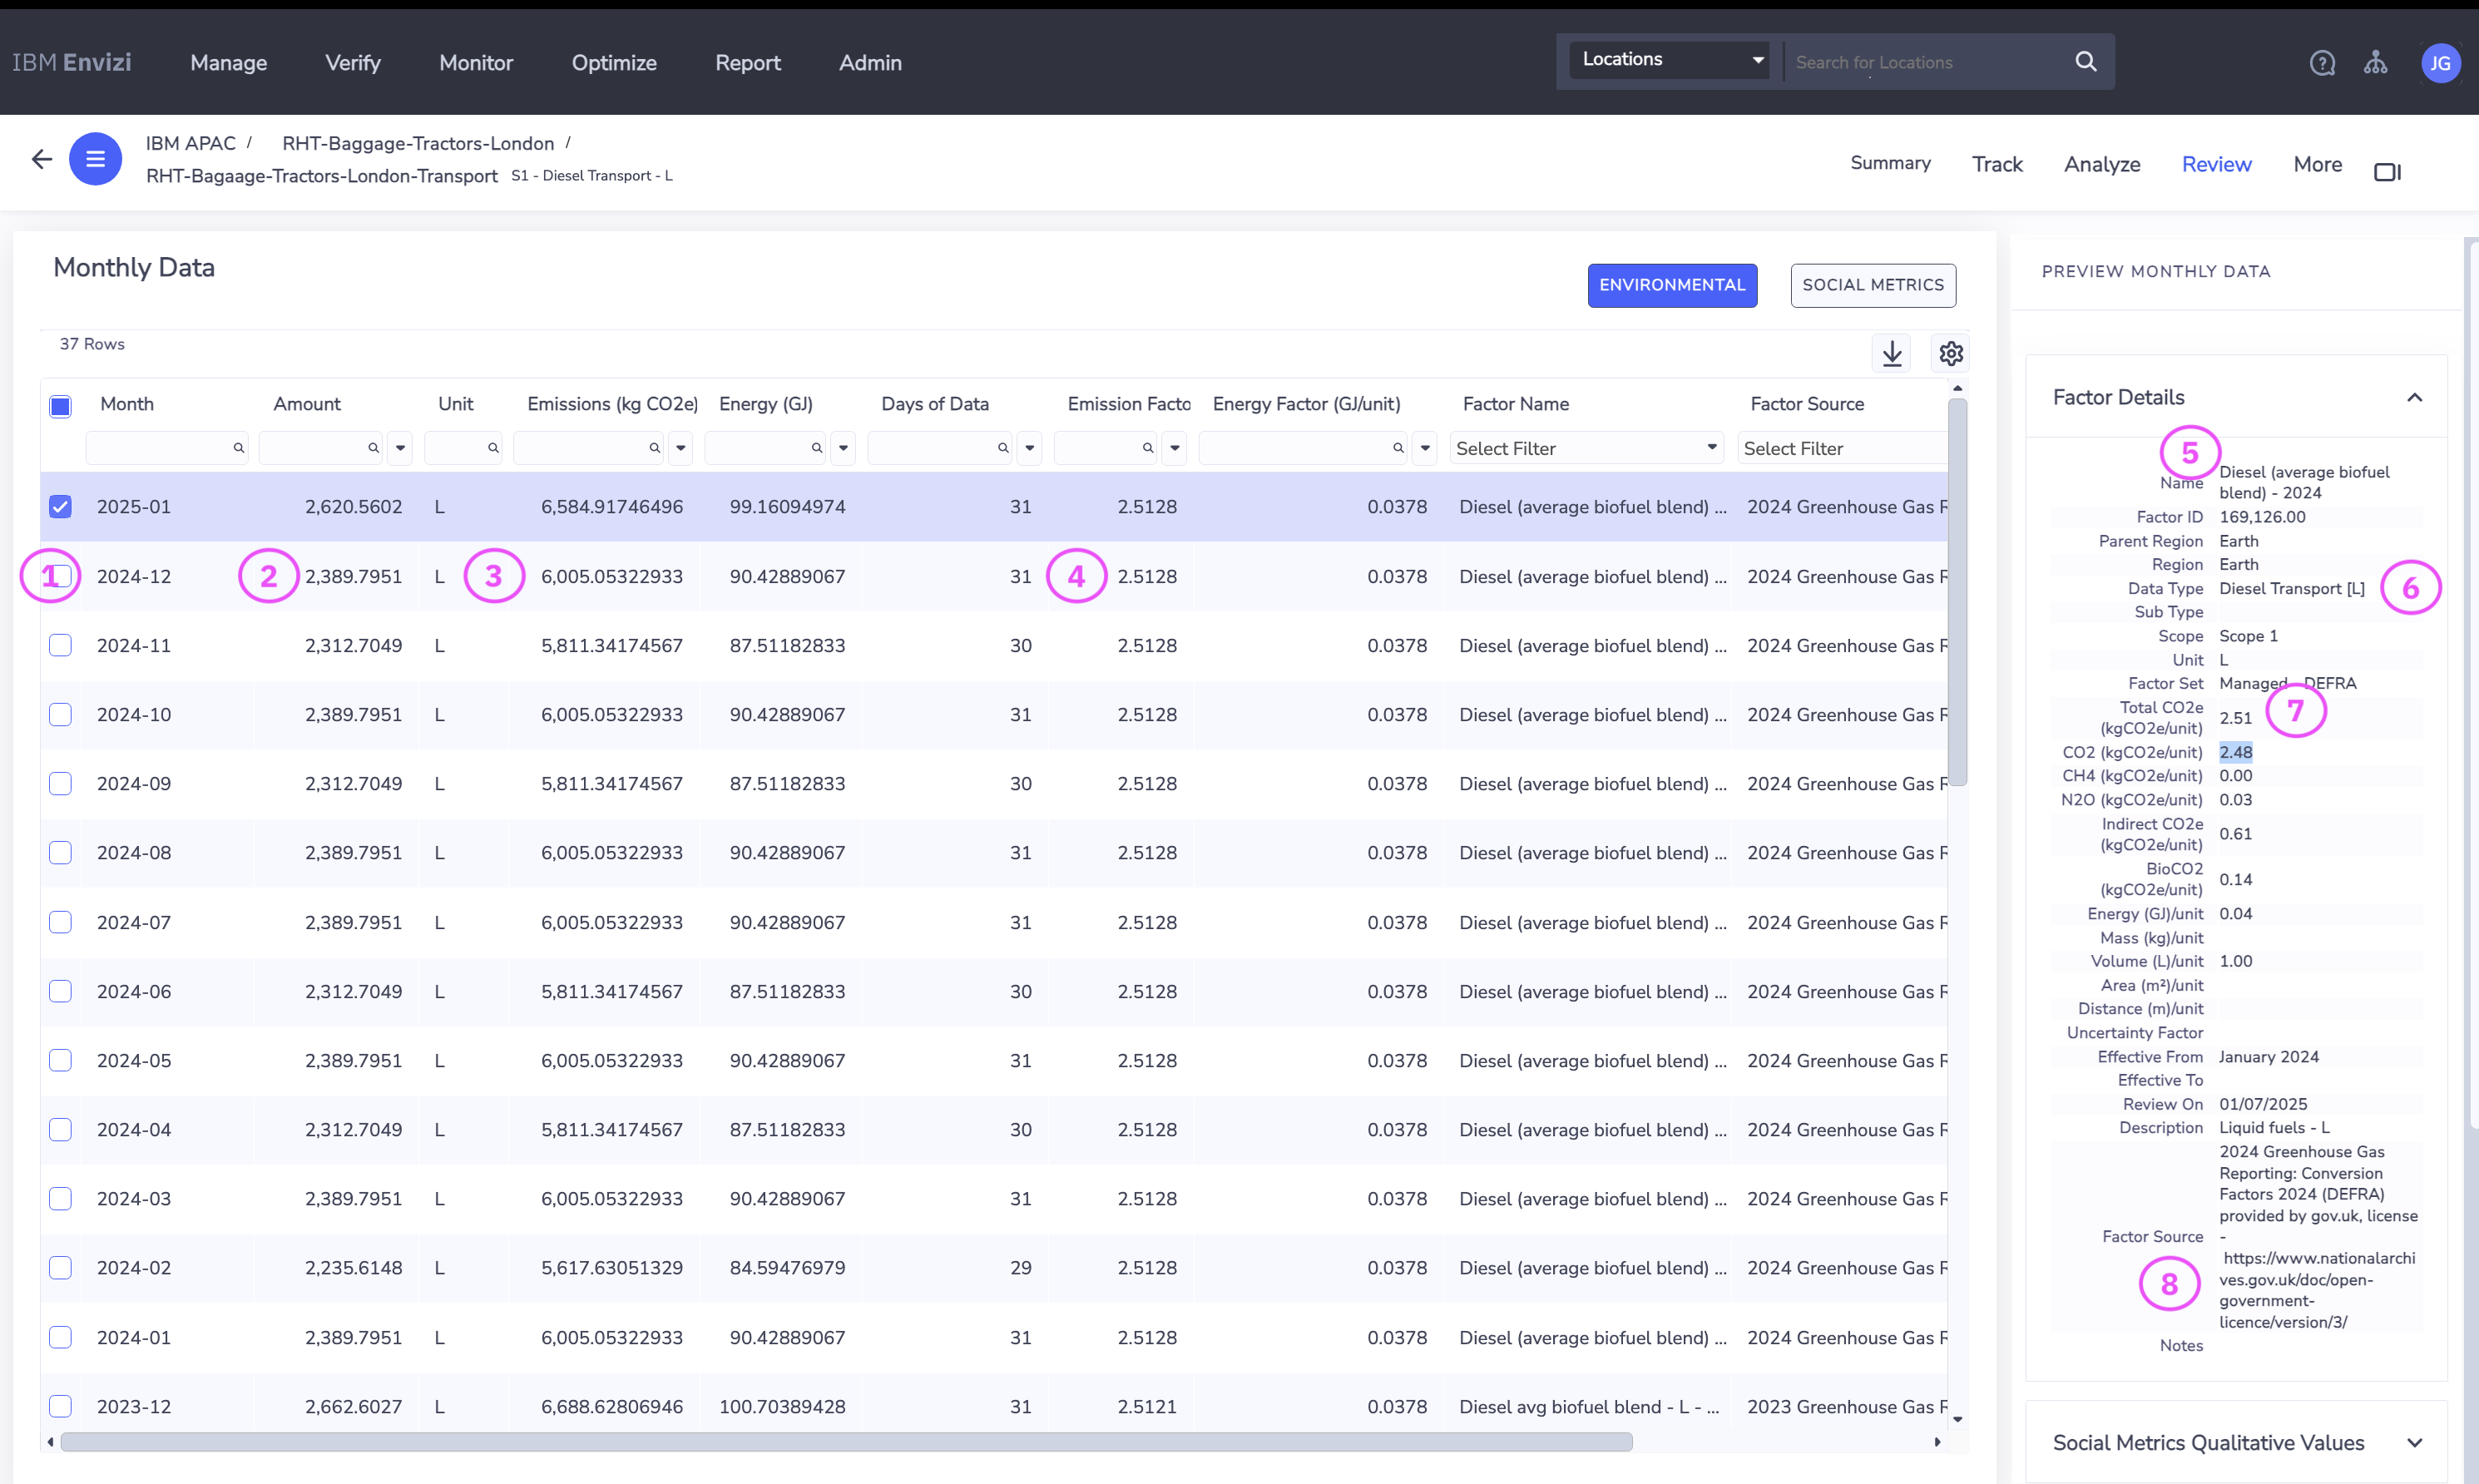 IBM Envizi Manage Verify Monitor Optimize Report Admin Locations Search for Locations JG
IBM APAC / RHT-Baggage-Tractors-London /
RHT-Bagaage-Tractors-London-Transport S1 - Diesel Transport - L
Summary Track Analyze Review More
Monthly Data
ENVIRONMENTAL SOCIAL METRICS
37 Rows
Month Amount Unit Emissions (kg CO2e) Energy (GJ) Days of Data Emission Facto Energy Factor (GJ/unit) Factor Name Factor Source
Select Filter Select Filter
2025-01 2,620.5602 L 6,584.91746496 99.16094974 31 2.5128 0.0378 Diesel (average biofuel blend) ... 2024 Greenhouse Gas R
1 2024-12 2 2,389.7951 L 3 6,005.05322933 90.42889067 31 4 2.5128 0.0378 Diesel (average biofuel blend) ... 2024 Greenhouse Gas R
2024-11 2,312.7049 L 5,811.34174567 87.51182833 30 2.5128 0.0378 Diesel (average biofuel blend) ... 2024 Greenhouse Gas R
2024-10 2,389.7951 L 6,005.05322933 90.42889067 31 2.5128 0.0378 Diesel (average biofuel blend) ... 2024 Greenhouse Gas R
2024-09 2,312.7049 L 5,811.34174567 87.51182833 30 2.5128 0.0378 Diesel (average biofuel blend) ... 2024 Greenhouse Gas R
2024-08 2,389.7951 L 6,005.05322933 90.42889067 31 2.5128 0.0378 Diesel (average biofuel blend) ... 2024 Greenhouse Gas R
2024-07 2,389.7951 L 6,005.05322933 90.42889067 31 2.5128 0.0378 Diesel (average biofuel blend) ... 2024 Greenhouse Gas R
2024-06 2,312.7049 L 5,811.34174567 87.51182833 30 2.5128 0.0378 Diesel (average biofuel blend) ... 2024 Greenhouse Gas R
2024-05 2,389.7951 L 6,005.05322933 90.42889067 31 2.5128 0.0378 Diesel (average biofuel blend) ... 2024 Greenhouse Gas R
2024-04 2,312.7049 L 5,811.34174567 87.51182833 30 2.5128 0.0378 Diesel (average biofuel blend) ... 2024 Greenhouse Gas R
2024-03 2,389.7951 L 6,005.05322933 90.42889067 31 2.5128 0.0378 Diesel (average biofuel blend) ... 2024 Greenhouse Gas R
2024-02 2,235.6148 L 5,617.63051329 84.59476979 29 2.5128 0.0378 Diesel (average biofuel blend) ... 2024 Greenhouse Gas R
2024-01 2,389.7951 L 6,005.05322933 90.42889067 31 2.5128 0.0378 Diesel (average biofuel blend) ... 2024 Greenhouse Gas R
2023-12 2,662.6027 L 6,688.62806946 100.70389428 31 2.5121 0.0378 Diesel avg biofuel blend - L - ... 2023 Greenhouse Gas R
PREVIEW MONTHLY DATA
Factor Details
5
Name Diesel (average biofuel
blend) - 2024
Factor ID 169,126.00
Parent Region Earth
Region Earth
Data Type Diesel Transport [L] 6
Sub Type
Scope Scope 1
Unit L
Factor Set Managed - DEFRA
Total CO2e
(kgCO2e/unit) 2.51 7
CO2 (kgCO2e/unit) 2.48
CH4 (kgCO2e/unit) 0.00
N2O (kgCO2e/unit) 0.03
Indirect CO2e
(kgCO2e/unit) 0.61
BioCO2
(kgCO2e/unit) 0.14
Energy (GJ)/unit 0.04
Mass (kg)/unit
Volume (L)/unit 1.00
Area (m²)/unit
Distance (m)/unit
Uncertainty Factor
Effective From January 2024
Effective To
Review On 01/07/2025
Description Liquid fuels - L
2024 Greenhouse Gas
Reporting: Conversion
Factors 2024 (DEFRA)
provided by gov.uk, license
Factor Source -
https://www.nationalarchi
8 ves.gov.uk/doc/open-
government-
licence/version/3/
Notes
Social Metrics Qualitative Values